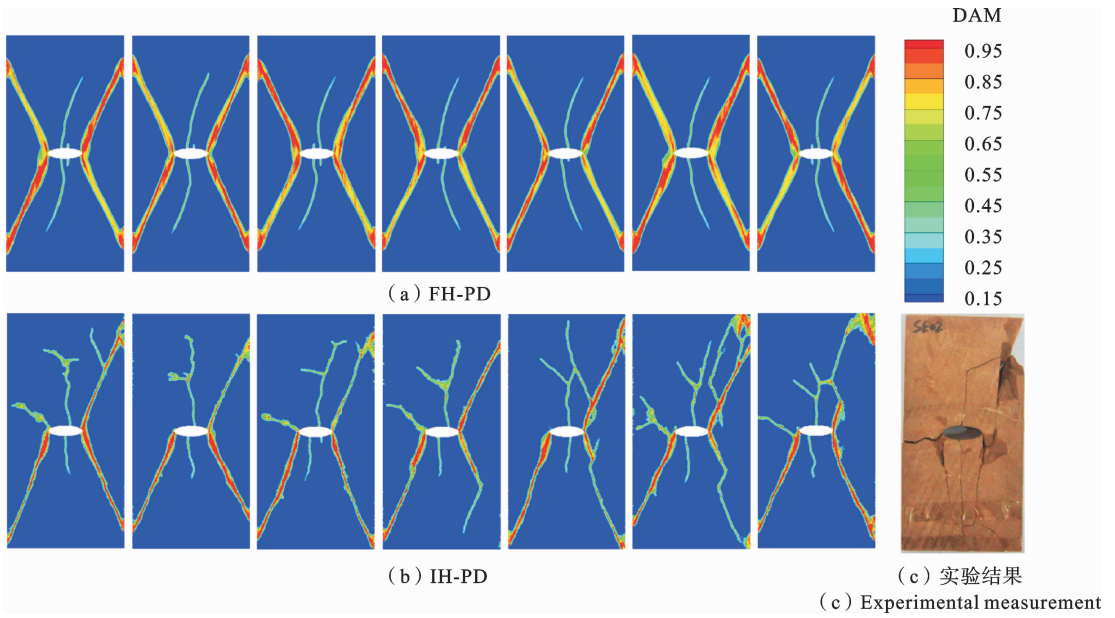 DAM
0.95
0.85
0.75
0.65
0.55
0.45
0.35
0.25
0.15
（a）FH-PD
SE02
（b）IH-PD
（c）实验结果
（c）Experimental measurement